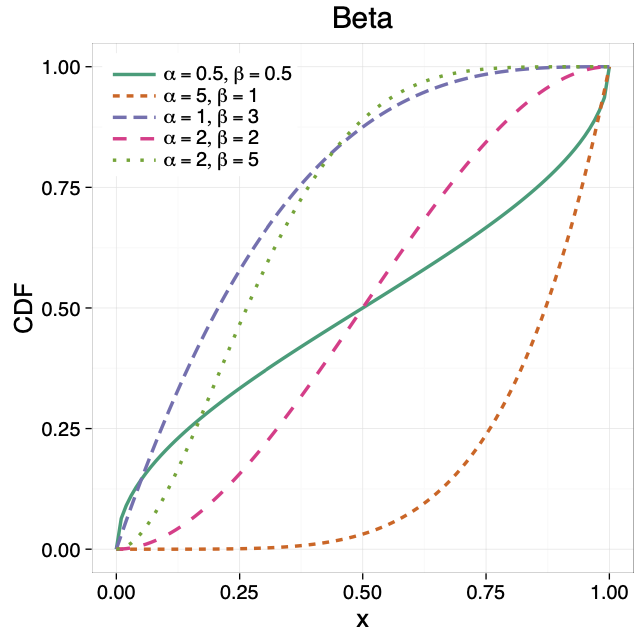 Beta
α = 0.5, β = 0.5
α = 5, β = 1
α = 1, β = 3
α = 2, β = 2
α = 2, β = 5
1.00
0.75
0.50
0.25
0.00
CDF
0.00 0.25 0.50 0.75 1.00
x